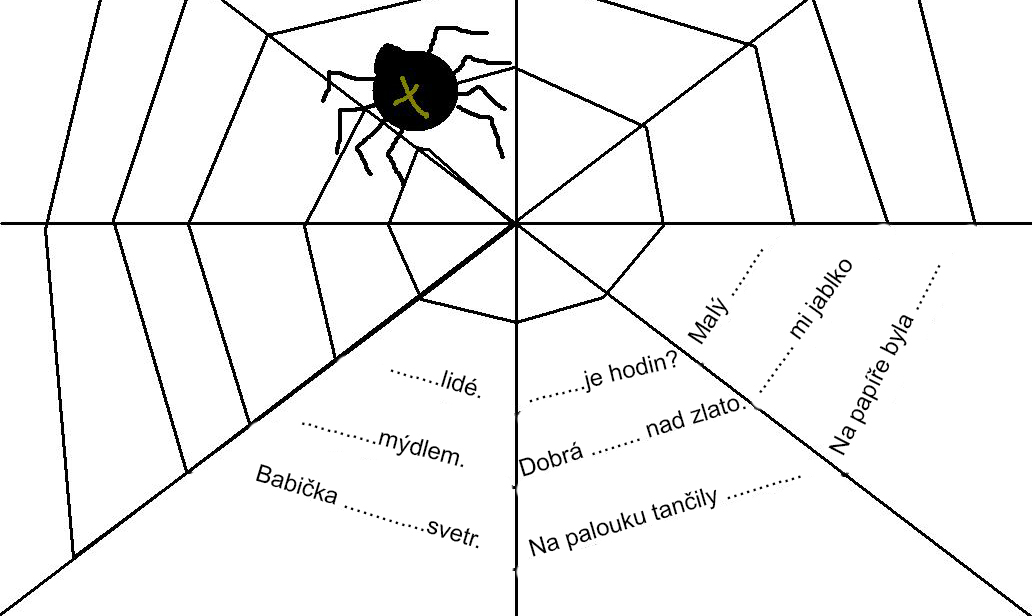 ........lidé.
............mýdlem.
Babička .............svetr.
.........je hodin?
Dobrá ........ nad zlato.
Na palouku tančily ............
Malý .........
......... mi jablko
Na papíře byla .........